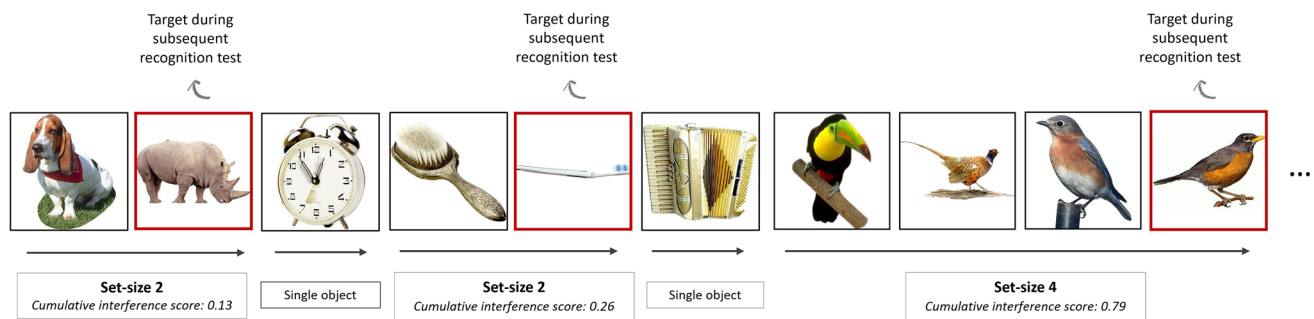 Target during
subsequent
recognition test
Target during
subsequent
recognition test
Target during
subsequent
recognition test
...
Set-size 2
Cumulative interference score: 0.13
Single object
Set-size 2
Cumulative interference score: 0.26
Single object
Set-size 4
Cumulative interference score: 0.79